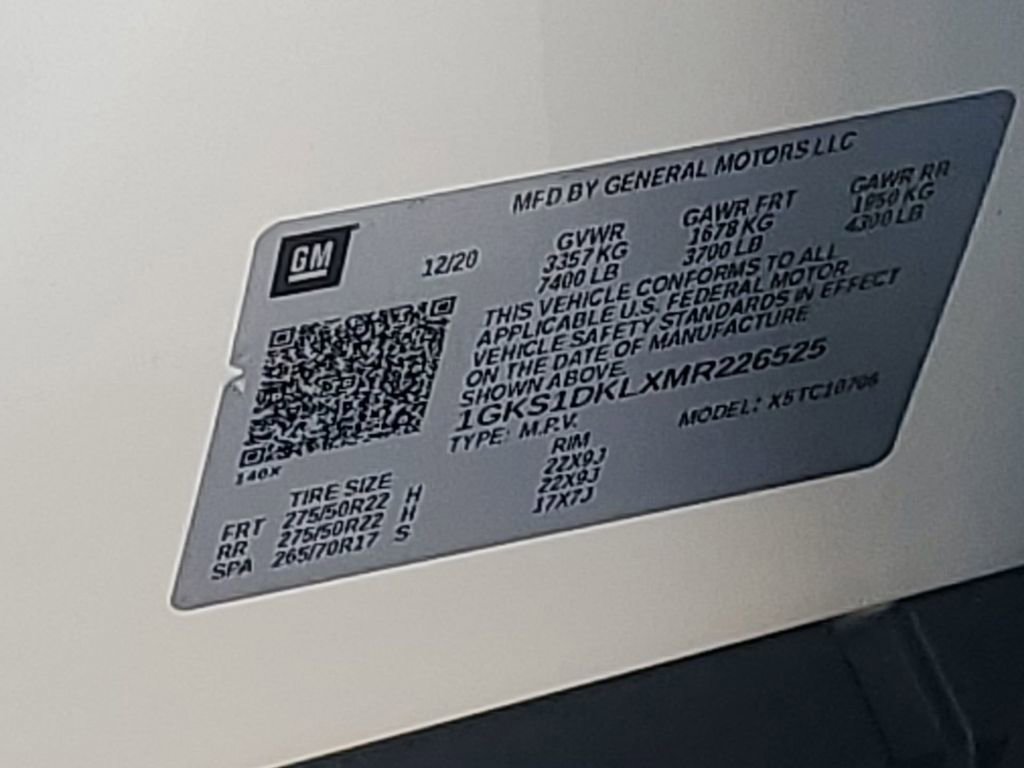 MFD BY GENERAL MOTORS LLC
GM
12/20
GVWR GAWR FRT GAWR RR
3357 KG 1678 KG 1950 KG
7400 LB 3700 LB 4300 LB
THIS VEHICLE CONFORMS TO ALL
APPLICABLE U.S. FEDERAL MOTOR
VEHICLE SAFETY STANDARDS IN EFFECT
ON THE DATE OF MANUFACTURE
SHOWN ABOVE.
1GKS1DKLXMR226525
TYPE: M.P.V. MODEL: X5TC10706
140X
TIRE SIZE RIM
FRT 275/50R22 H 22X9J
RR 275/50R22 H 22X9J
SPA 265/70R17 S 17X7J